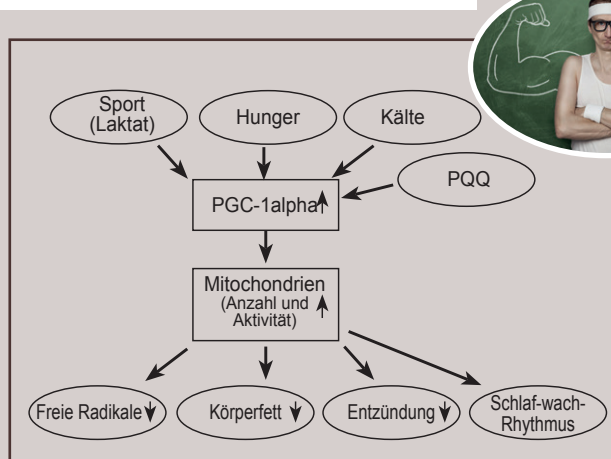 Sport
(Laktat)
Hunger
Kälte
PQQ
PGC-1alpha
Mitochondrien
(Anzahl und
Aktivität)
Freie Radikale
Körperfett
Entzündung
Schlaf-wach-
Rhythmus